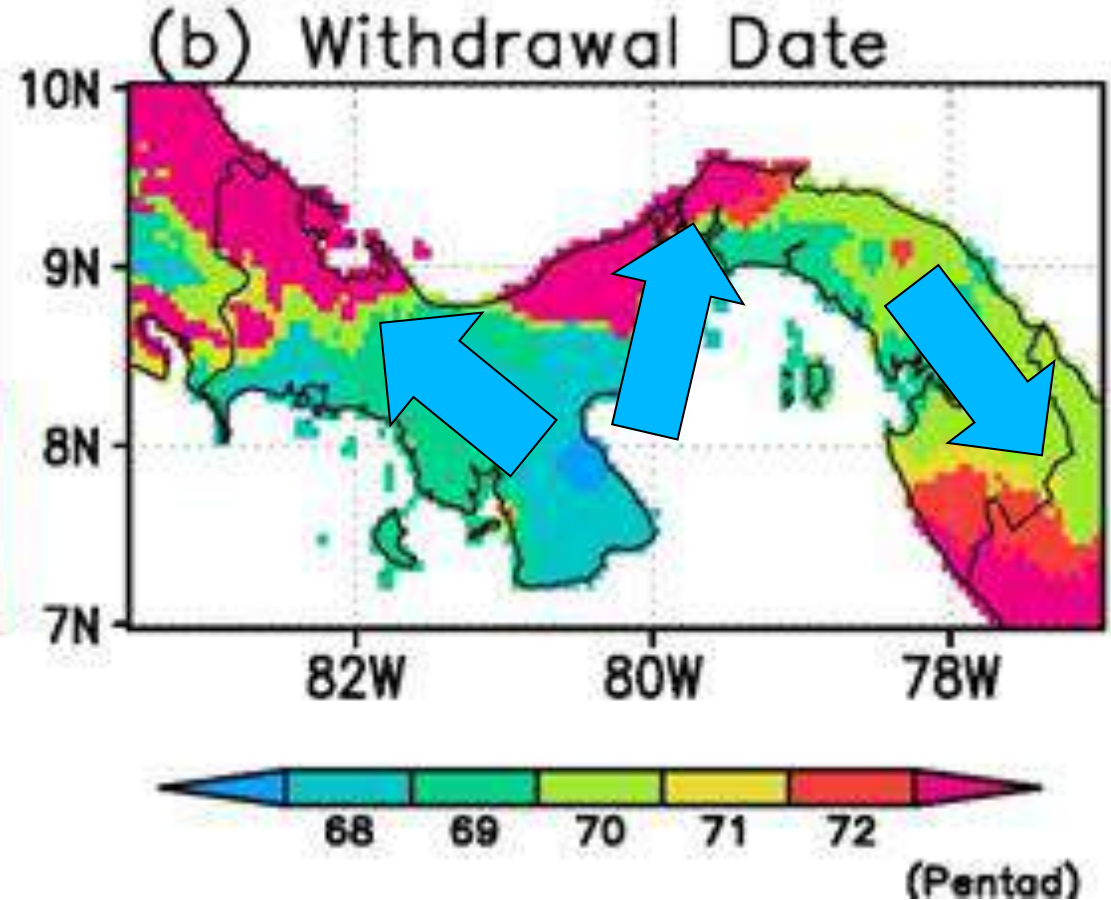 (b) Withdrawal Date
10N
9N
8N
7N
82W 80W 78W
68 69 70 71 72
(Pentad)